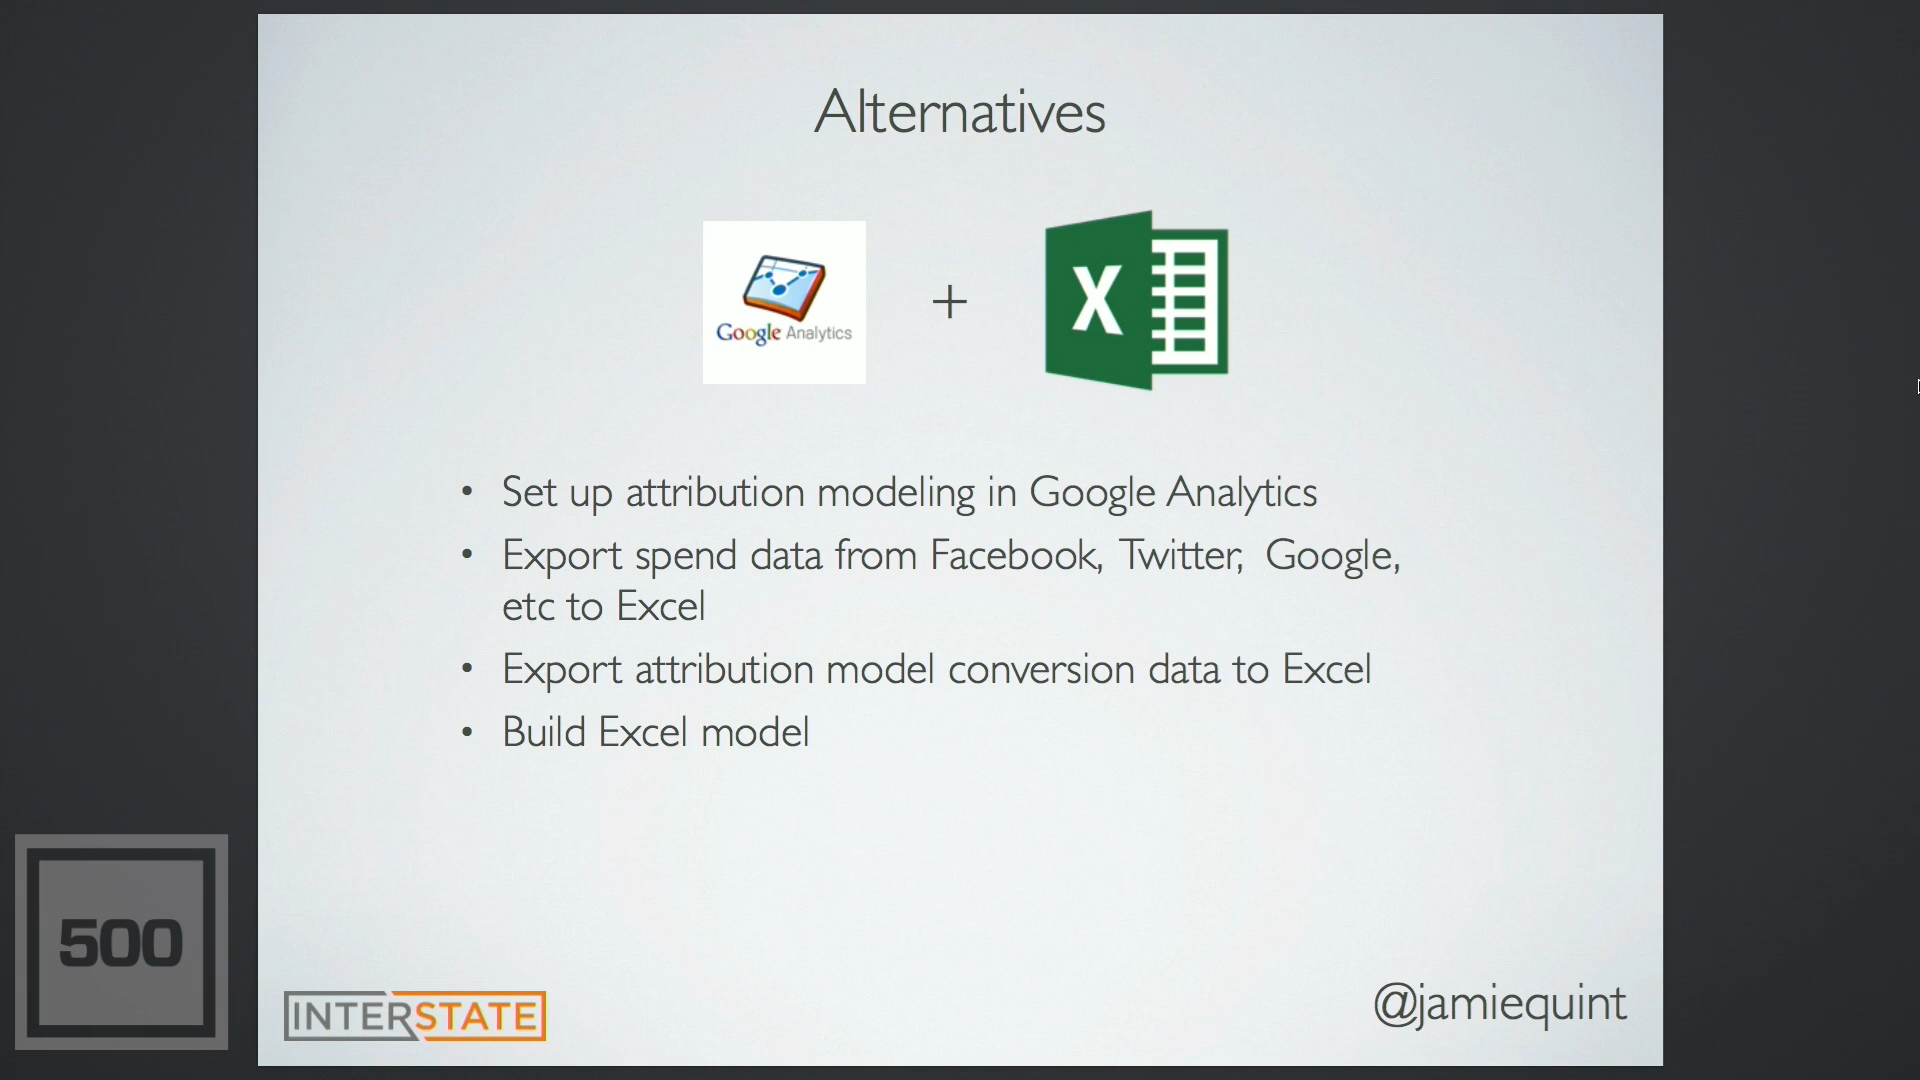 Alternatives
Google Analytics
+
X
• Set up attribution modeling in Google Analytics
• Export spend data from Facebook, Twitter, Google,
etc to Excel
• Export attribution model conversion data to Excel
• Build Excel model
500
INTERSTATE
@jamiequint